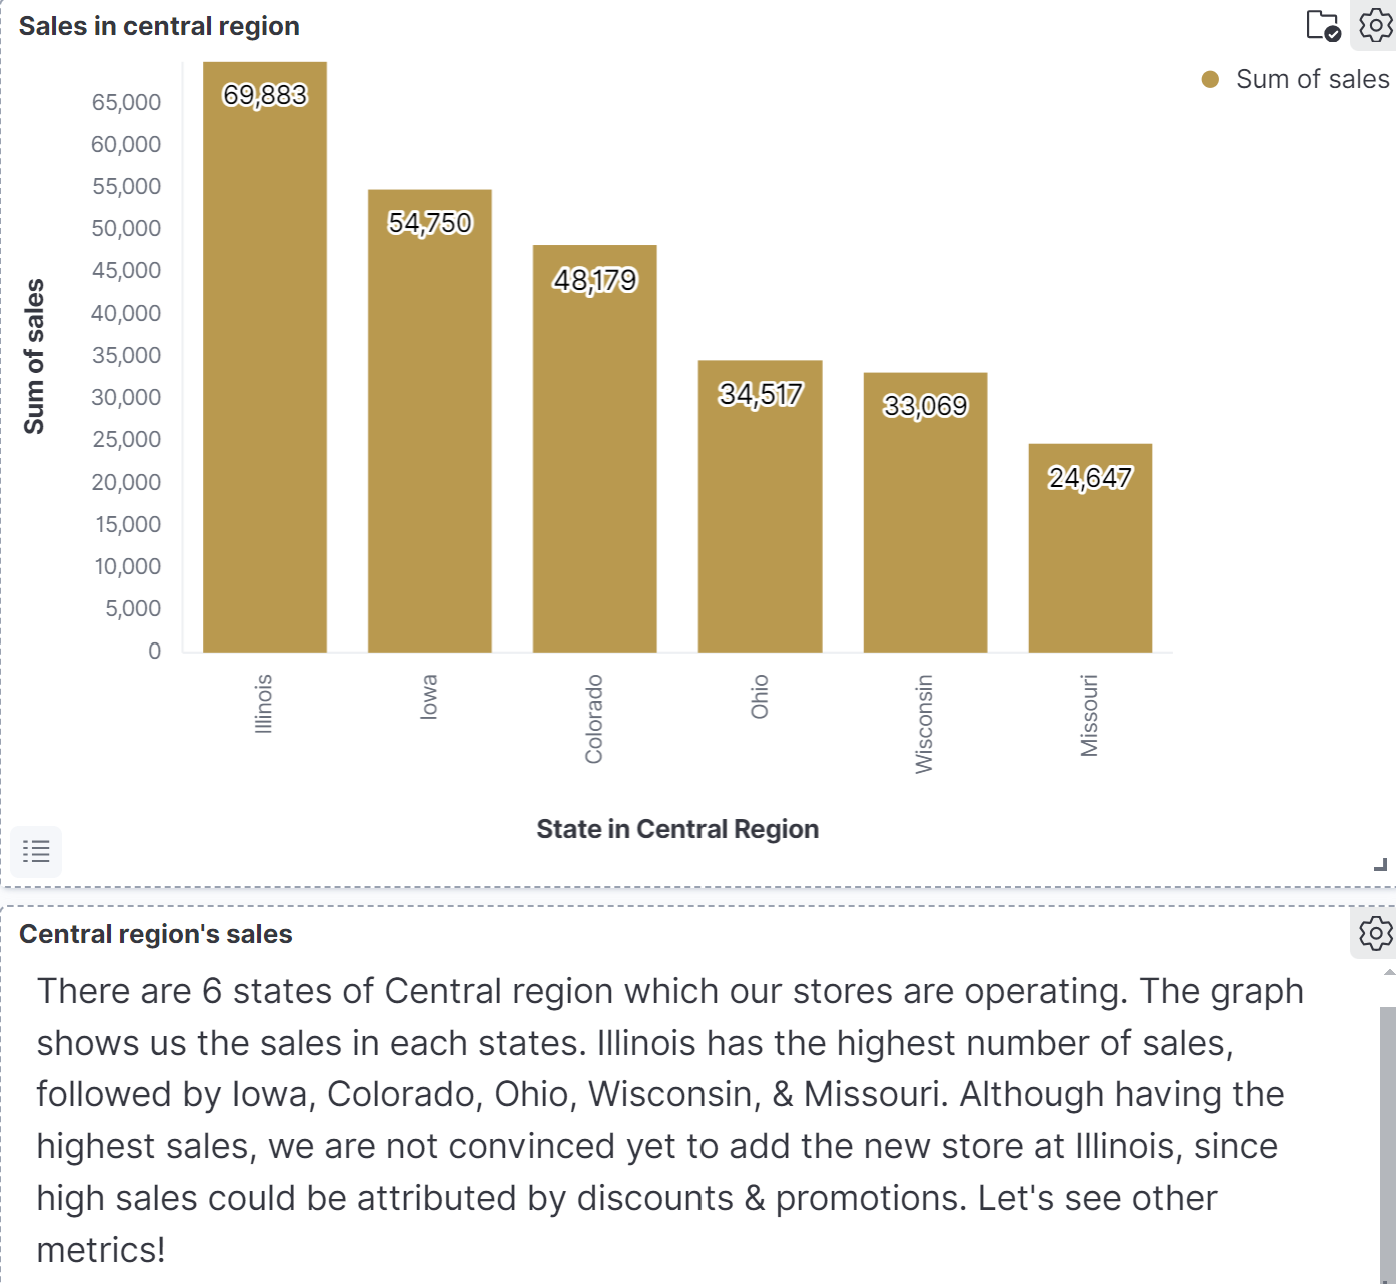 Sales in central region
Sum of sales
69,883
54,750
48,179
34,517
33,069
24,647
65,000
60,000
55,000
50,000
45,000
40,000
35,000
30,000
25,000
20,000
15,000
10,000
5,000
0
Sum of sales
Illinois
Iowa
Colorado
Ohio
Wisconsin
Missouri
State in Central Region
Central region's sales
There are 6 states of Central region which our stores are operating. The graph
shows us the sales in each states. Illinois has the highest number of sales,
followed by Iowa, Colorado, Ohio, Wisconsin, & Missouri. Although having the
highest sales, we are not convinced yet to add the new store at Illinois, since
high sales could be attributed by discounts & promotions. Let's see other
metrics!